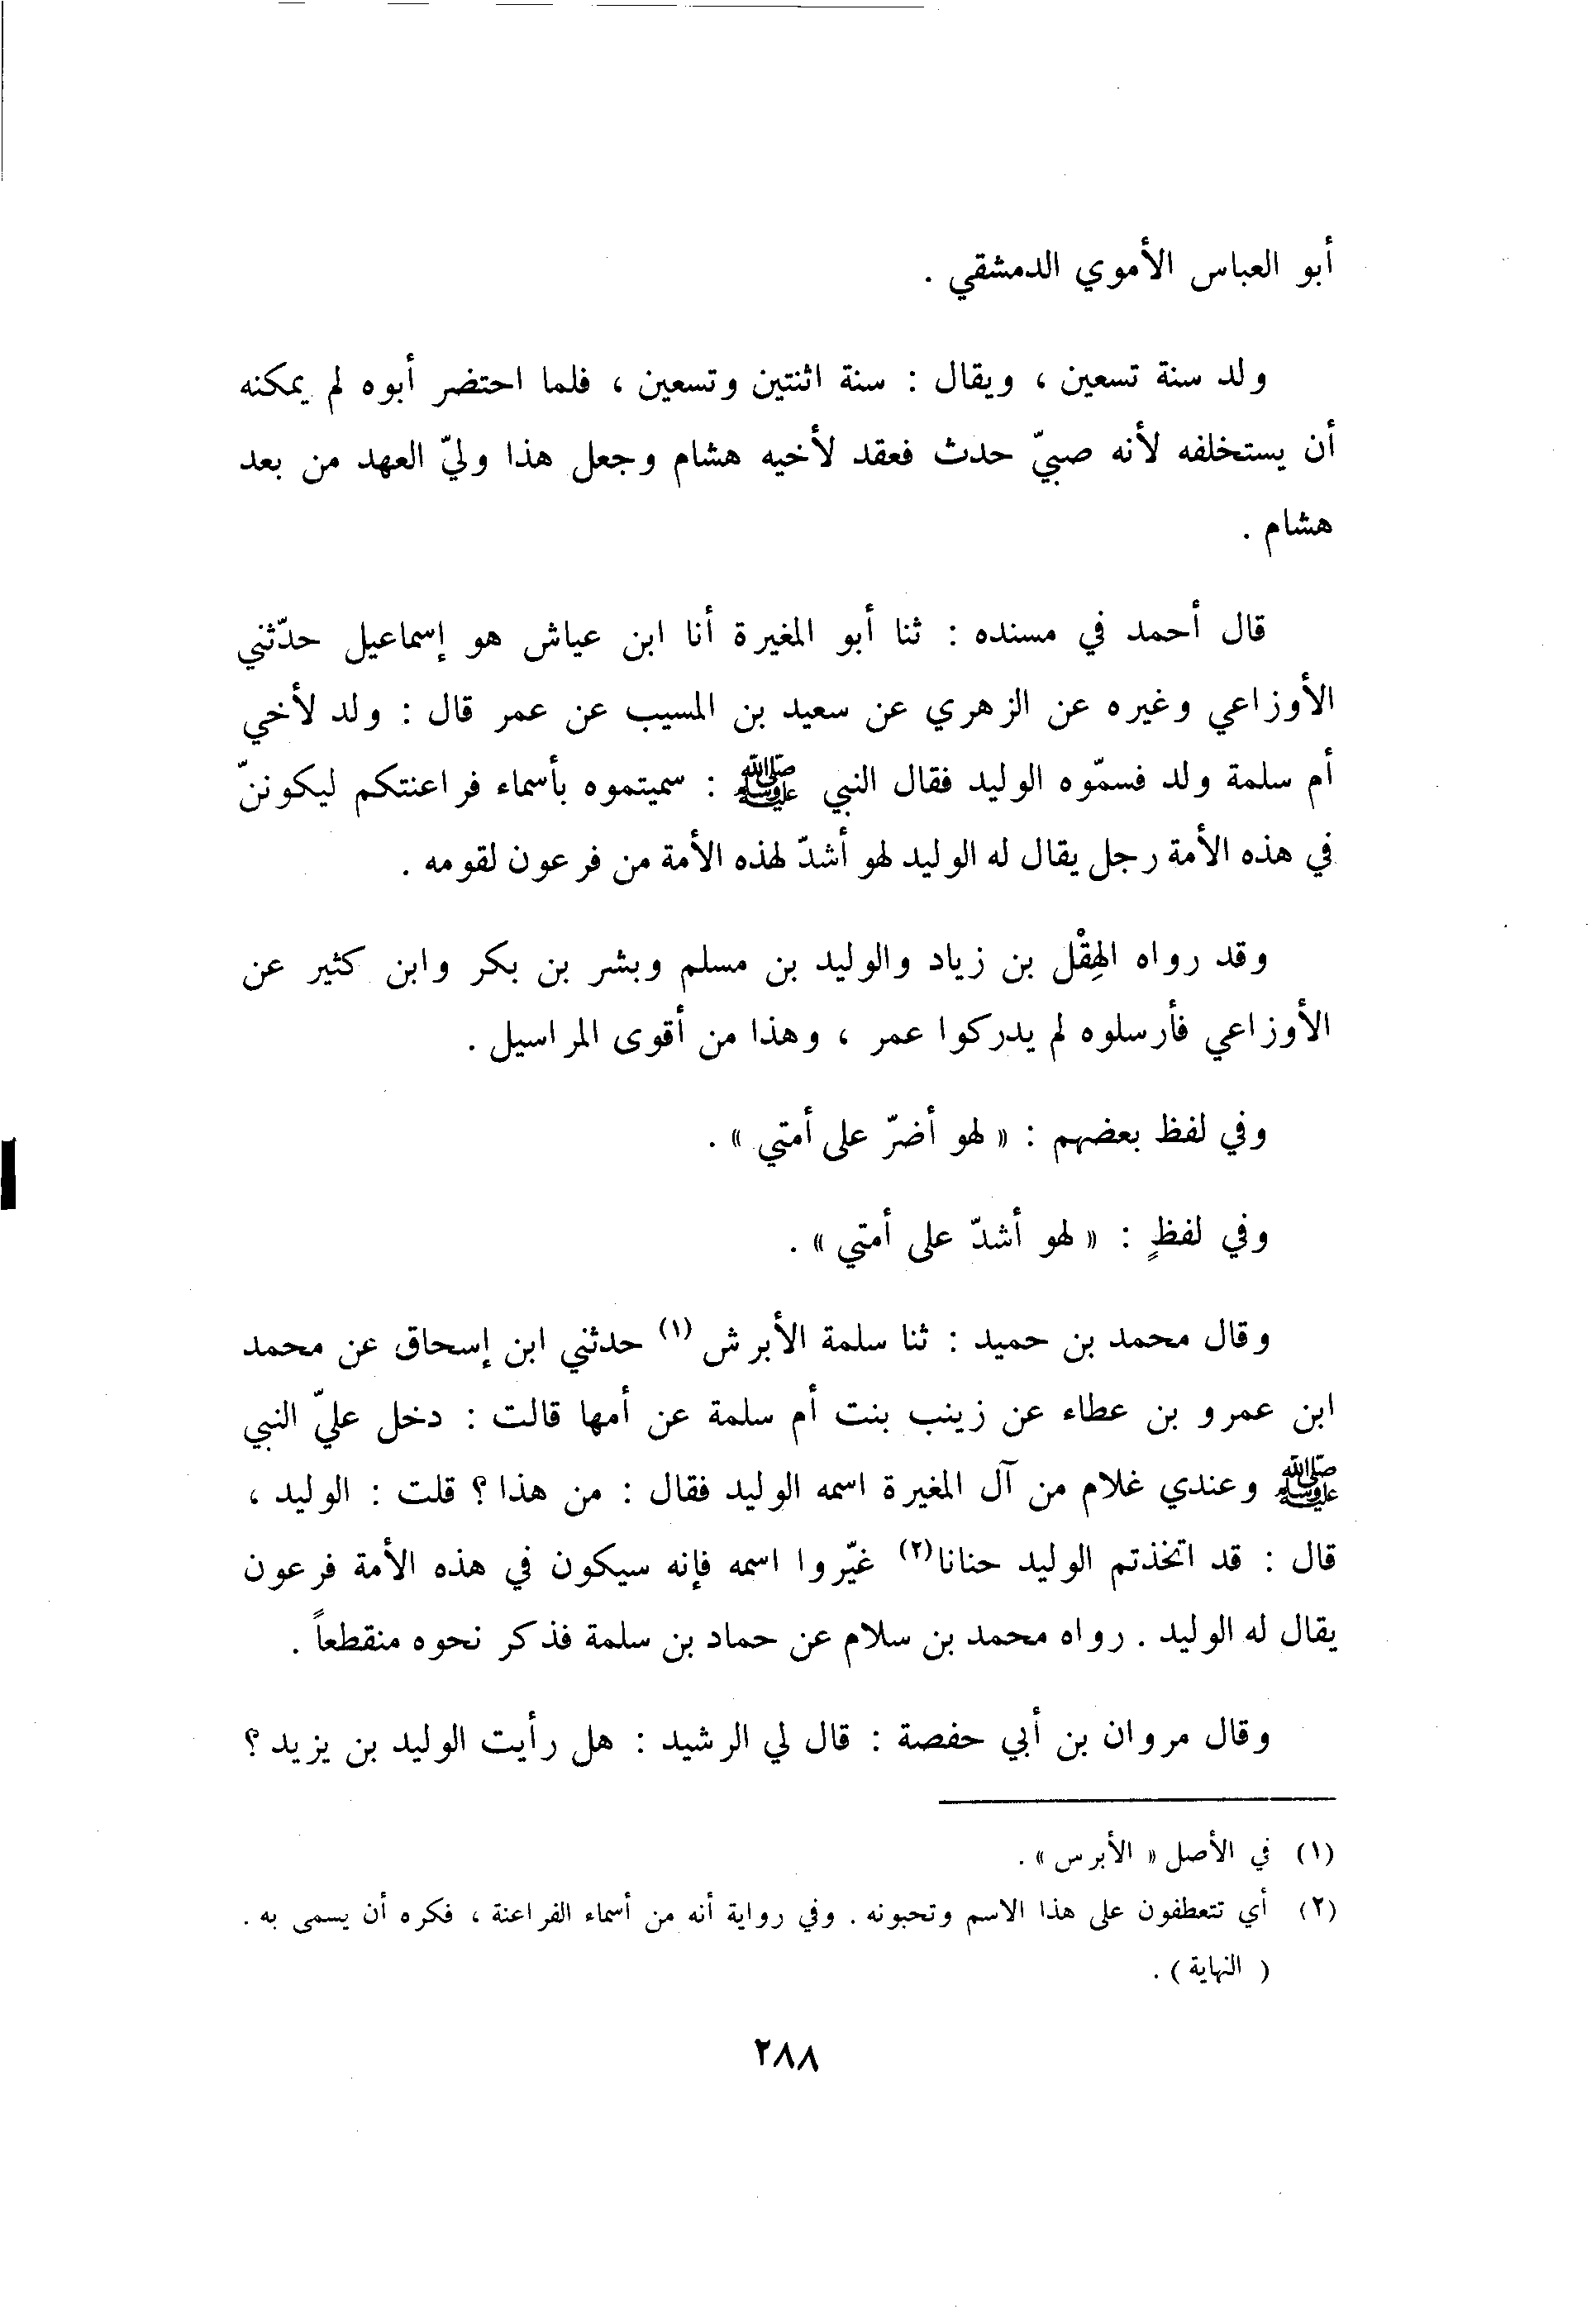 أبو العباس الأموي الدمشقي .
ولد سنة تسعين ، ويقال : سنة اثنتين وتسعين ، فلما احتضر أبوه لم يمكنه
أن يستخلفه لأنه صبيّ حدث فعقد لأخيه هشام وجعل هذا وليّ العهد من بعد
هشام .
قال أحمد في مسنده : ثنا أبو المغيرة أنا ابن عياش هو إسماعيل حدّثني
الأوزاعي وغيره عن الزهري عن سعيد بن المسيب عن عمر قال : ولد لأخي
أم سلمة ولد فسمّوه الوليد فقال النبي ﷺ : سميتموه بأسماء فراعنتكم ليكوننّ
في هذه الأمة رجل يقال له الوليد لهو أشدّ لهذه الأمة من فرعون لقومه .
وقد رواه الهِقْل بن زياد والوليد بن مسلم وبشر بن بكر وابن كثير عن
الأوزاعي فأرسلوه لم يدركوا عمر ، وهذا من أقوى المراسيل .
وفي لفظ بعضهم : « لهو أضرّ على أمتي » .
وفي لفظٍ : « لهو أشدّ على أمتي » .
وقال محمد بن حميد : ثنا سلمة الأبرش (١) حدثني ابن إسحاق عن محمد
ابن عمرو بن عطاء عن زينب بنت أم سلمة عن أمها قالت : دخل عليّ النبي
ﷺ وعندي غلام من آل المغيرة اسمه الوليد فقال : من هذا ؟ قلت : الوليد ،
قال : قد اتخذتم الوليد حنانا(٢) غيّروا اسمه فإنه سيكون في هذه الأمة فرعون
يقال له الوليد . رواه محمد بن سلام عن حماد بن سلمة فذكر نحوه منقطعاً .
وقال مروان بن أبي حفصة : قال لي الرشيد : هل رأيت الوليد بن يزيد ؟
(١) في الأصل « الأبرس » .
(٢) أي تتعطفون على هذا الاسم وتحبونه . وفي رواية أنه من أسماء الفراعنة ، فكره أن يسمى به .
( النهاية ) .
٢٨٨